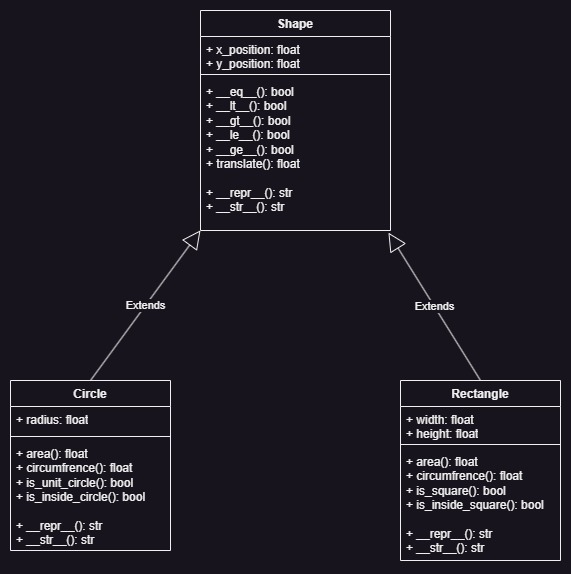 Shape
+ x_position: float
+ y_position: float
+ __eq__(): bool
+ __lt__(): bool
+ __gt__(): bool
+ __le__(): bool
+ __ge__(): bool
+ translate(): float
+ __repr__(): str
+ __str__(): str
Extends
Extends
Circle
+ radius: float
+ area(): float
+ circumfrence(): float
+ is_unit_circle(): bool
+ is_inside_circle(): bool
+ __repr__(): str
+ __str__(): str
Rectangle
+ width: float
+ height: float
+ area(): float
+ circumfrence(): float
+ is_square(): bool
+ is_inside_square(): bool
+ __repr__(): str
+ __str__(): str